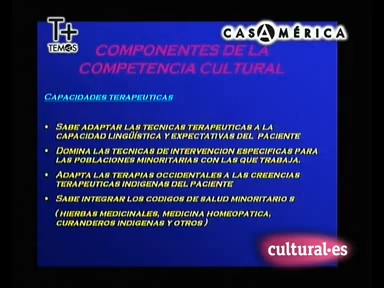 T+
TEMAS
CASAMÉRICA
COMPONENTES DE LA
COMPETENCIA CULTURAL
CAPACIDADES TERAPEUTICAS
• SABE ADAPTAR LAS TECNICAS TERAPEUTICAS A LA
CAPACIDAD LINGÜÍSTICA Y EXPECTATIVAS DEL PACIENTE
• DOMINA LAS TECNICAS DE INTERVENCION ESPECIFICAS PARA
LAS POBLACIONES MINORITARIAS CON LAS QUE TRABAJA.
• ADAPTA LAS TERAPIAS OCCIDENTALES A LAS CREENCIAS
TERAPEUTICAS INDIGENAS DEL PACIENTE
• SABE INTEGRAR LOS CODIGOS DE SALUD MINORITARIO S
( HIERBAS MEDICINALES, MEDICINA HOMEOPATICA,
CURANDEROS INDIGENAS Y OTROS )
cultural·es